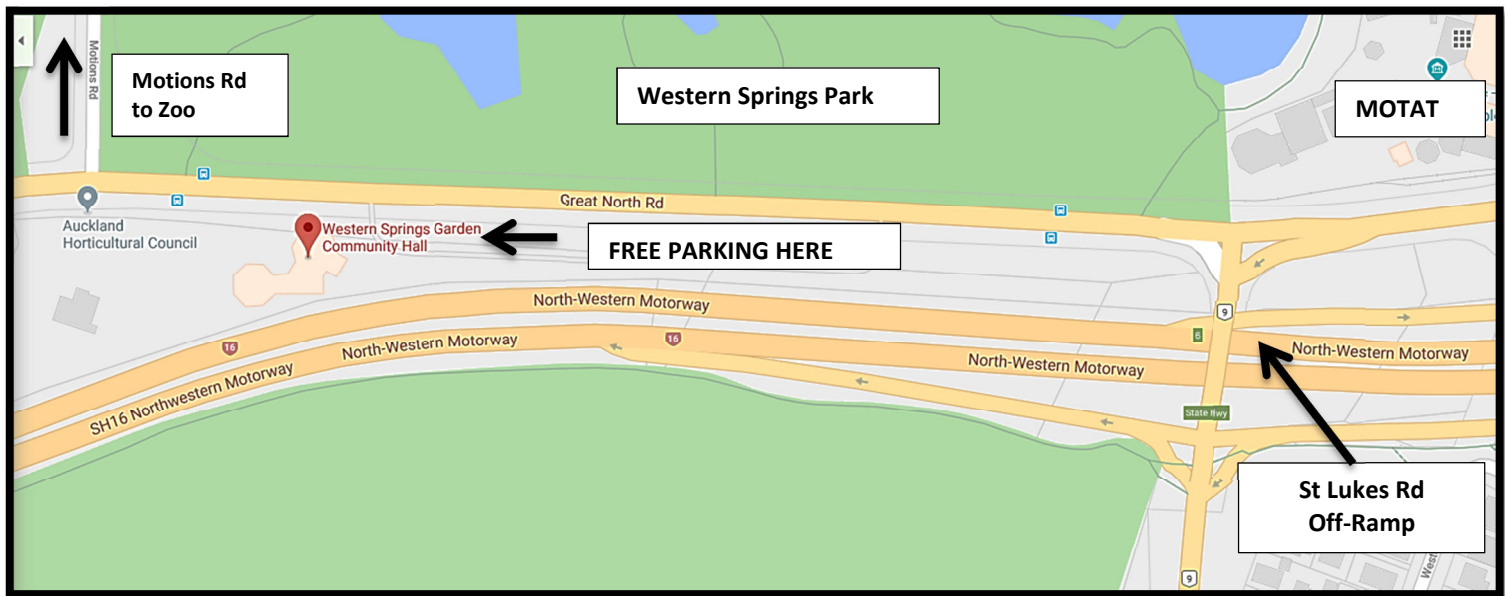 Motions Rd
Motions Rd
to Zoo
Western Springs Park
MOTAT
Great North Rd
Auckland
Horticultural Council
Western Springs Garden
Community Hall
FREE PARKING HERE
North-Western Motorway
9
16
North-Western Motorway
16
6
North-Western Motorway
North-Western Motorway
SH16 Northwestern Motorway
State Hwy
St Lukes Rd
Off-Ramp
9